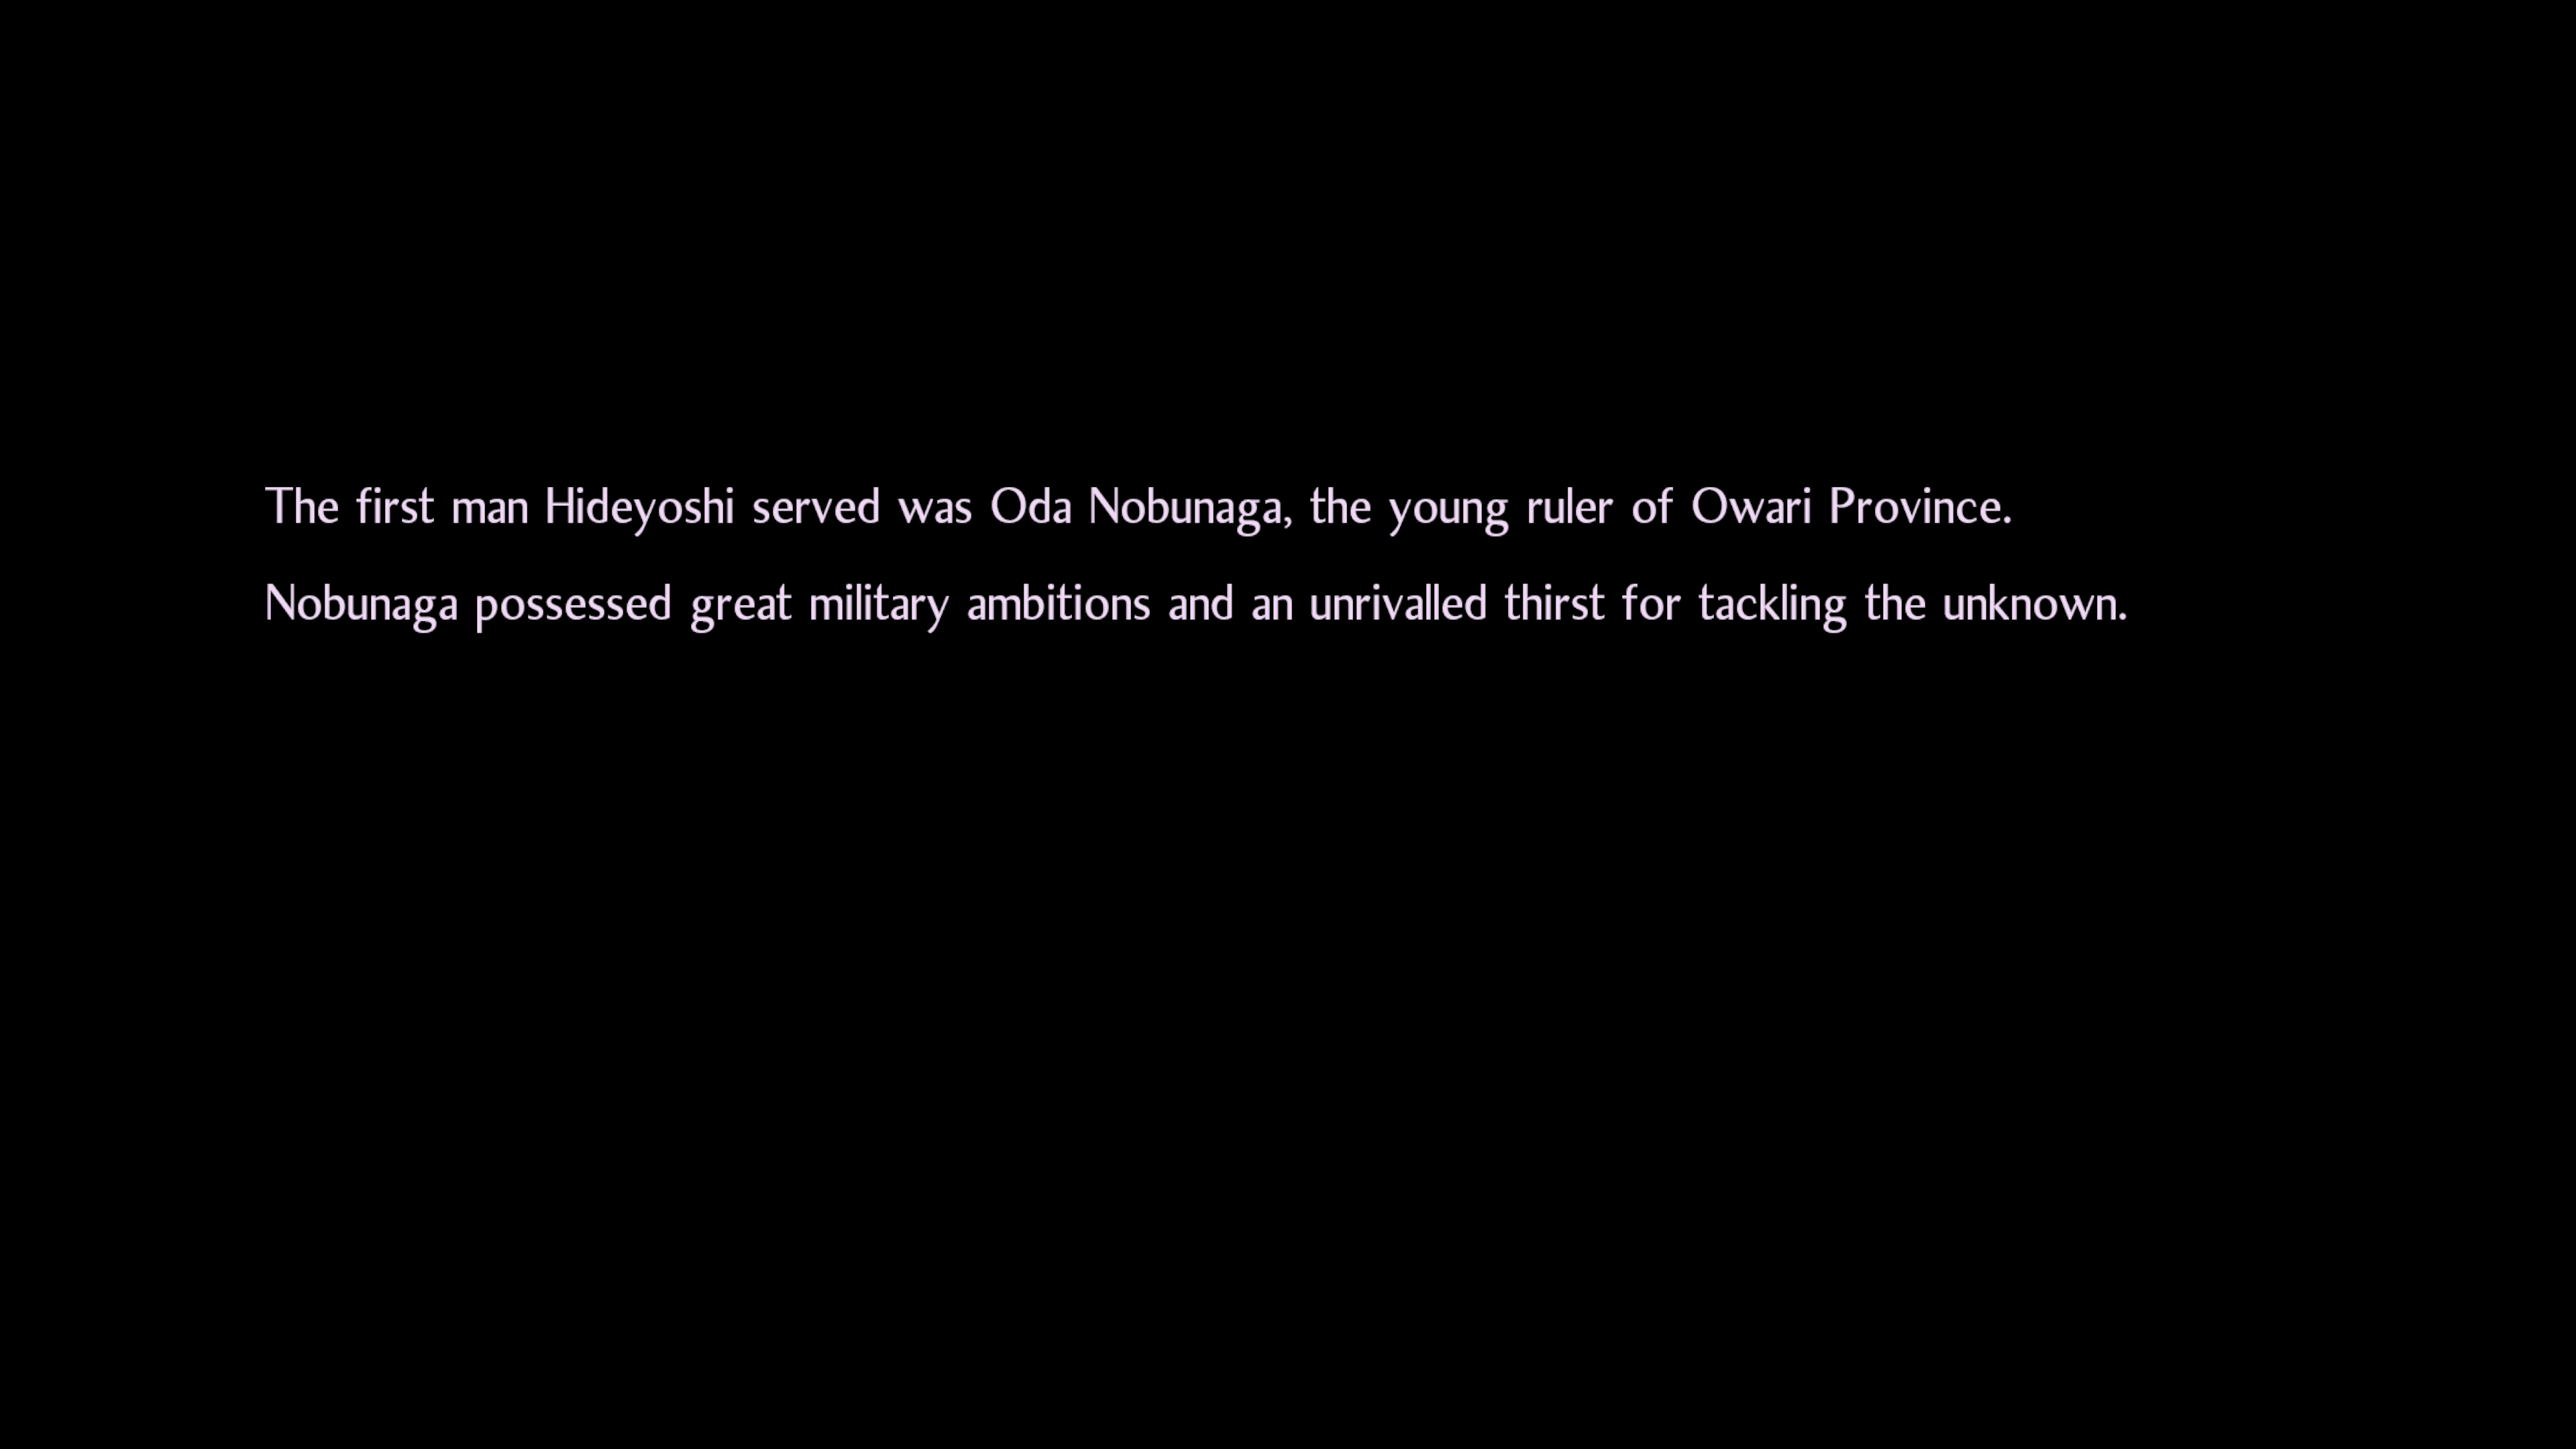 The first man Hideyoshi served was Oda Nobunaga, the young ruler of Owari Province.
Nobunaga possessed great military ambitions and an unrivalled thirst for tackling the unknown.